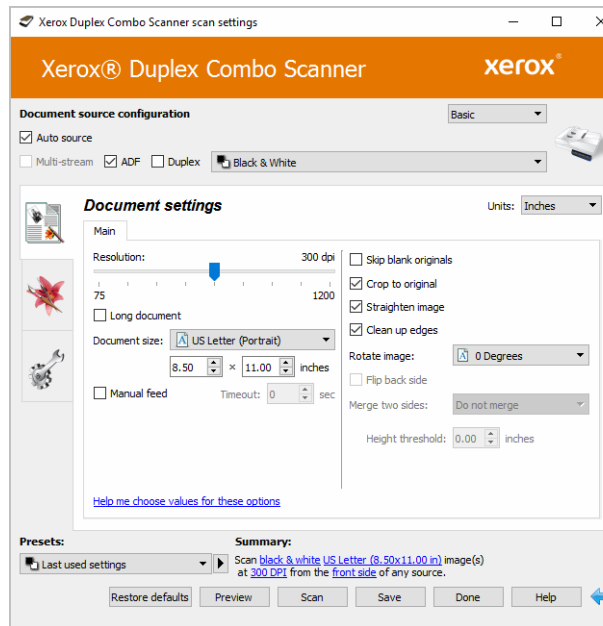 Xerox Duplex Combo Scanner scan settings
Xerox® Duplex Combo Scanner
xerox®
Document source configuration
Basic
Auto source
Multi-stream ADF Duplex Black & White
Document settings
Units: Inches
Main
Resolution: 300 dpi
75 1200
Long document
Document size: US Letter (Portrait)
8.50 × 11.00 inches
Manual feed Timeout: 0 sec
Skip blank originals
Crop to original
Straighten image
Clean up edges
Rotate image: 0 Degrees
Flip back side
Merge two sides: Do not merge
Height threshold: 0.00 inches
Help me choose values for these options
Presets:
Last used settings
Summary:
Scan black & white US Letter (8.50x11.00 in) image(s)
at 300 DPI from the front side of any source.
Restore defaults Preview Scan Save Done Help